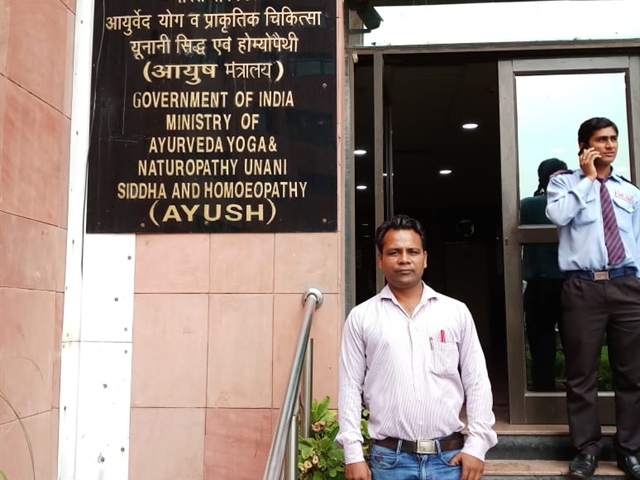 आयुर्वेद योग व प्राकृतिक चिकित्सा
यूनानी सिद्ध एवं होम्योपैथी
(आयुष मंत्रालय)
GOVERNMENT OF INDIA
MINISTRY OF
AYURVEDA YOGA &
NATUROPATHY UNANI
SIDDHA AND HOMOEOPATHY
(AYUSH)